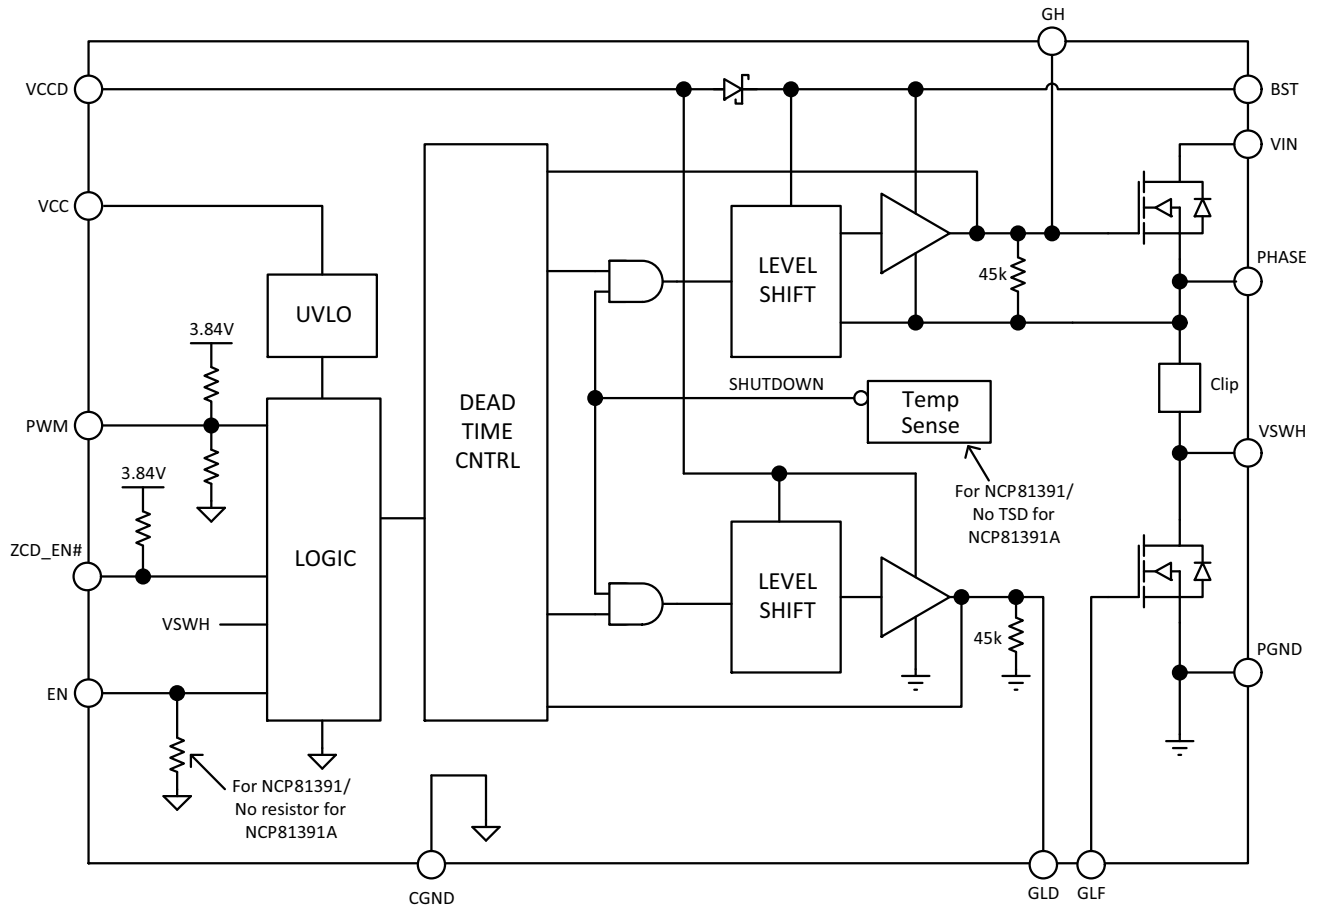 GH
VCCD
BST
VIN
VCC
PHASE
LEVEL
SHIFT
45k
UVLO
3.84V
SHUTDOWN
Temp
Sense
Clip
DEAD
TIME
CNTRL
PWM
VSWH
3.84V
For NCP81391/
No TSD for
NCP81391A
ZCD_EN#
LOGIC
LEVEL
SHIFT
VSWH
45k
PGND
EN
For NCP81391/
No resistor for
NCP81391A
CGND
GLD
GLF